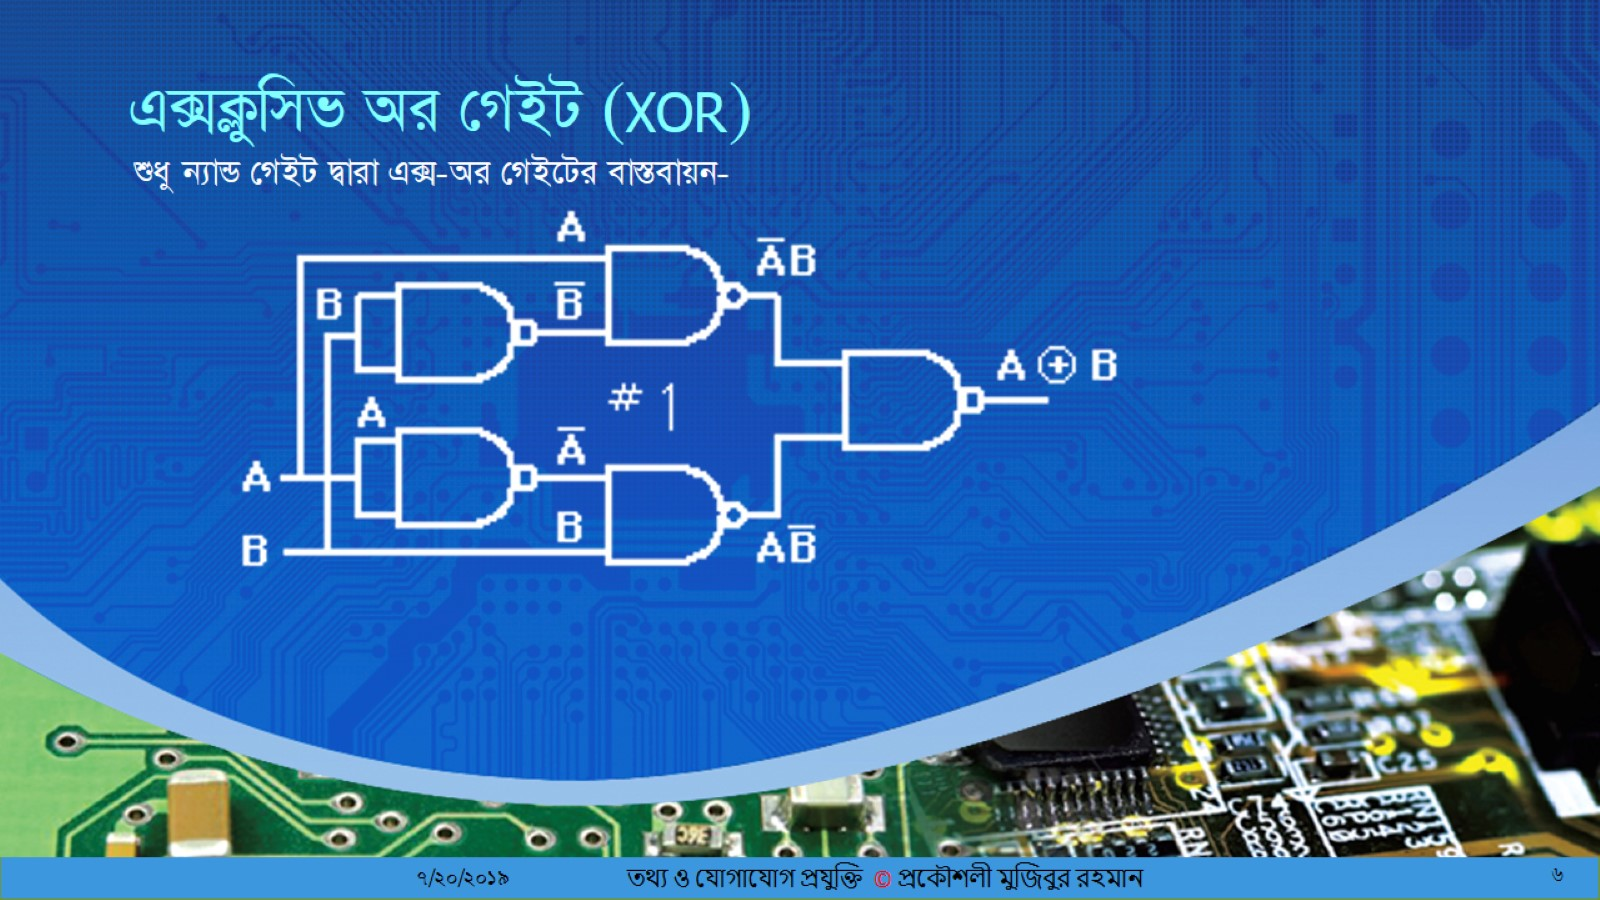 এক্সক্লুসিভ অর গেইট (XOR)
শুধু ন্যান্ড গেইট দ্বারা এক্স-অর গেইটের বাস্তবায়ন-
A
A̅B
B
B̅
A ⊕ B
# 1
A
A̅
A
B
B
AB̅
C25
৭/২০/২০১৯
তথ্য ও যোগাযোগ প্রযুক্তি © প্রকৌশলী মুজিবুর রহমান
৬